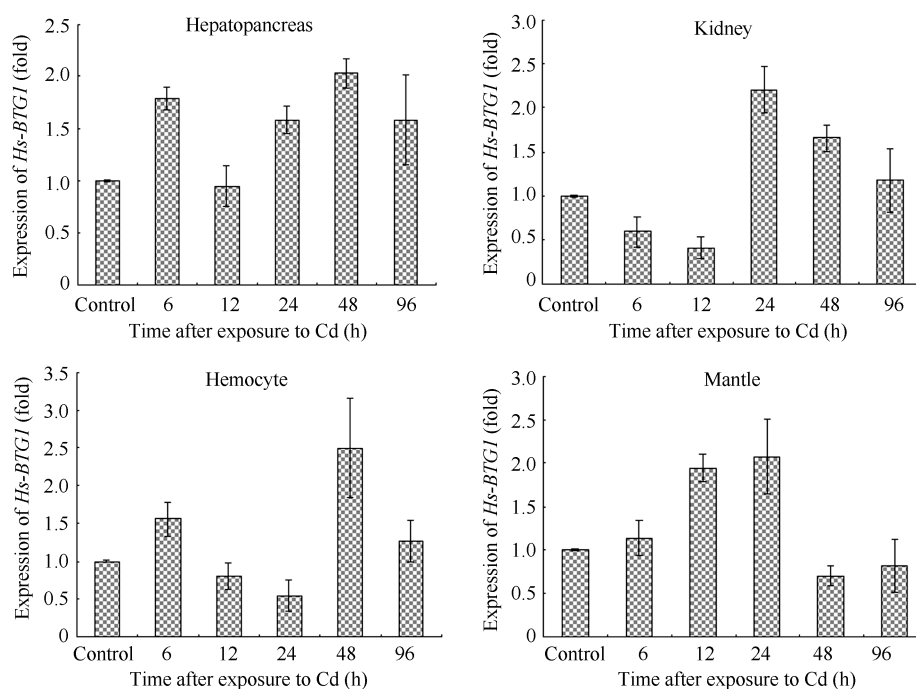 Hepatopancreas
Expression of Hs-BTG1 (fold)
2.5
2.0
1.5
1.0
0.5
0
Control 6 12 24 48 96
Time after exposure to Cd (h)
Kidney
Expression of Hs-BTG1 (fold)
3.0
2.5
2.0
1.5
1.0
0.5
0
Control 6 12 24 48 96
Time after exposure to Cd (h)
Hemocyte
Expression of Hs-BTG1 (fold)
3.5
3.0
2.5
2.0
1.5
1.0
0.5
0
Control 6 12 24 48 96
Time after exposure to Cd (h)
Mantle
Expression of Hs-BTG1 (fold)
3.0
2.5
2.0
1.5
1.0
0.5
0
Control 6 12 24 48 96
Time after exposure to Cd (h)